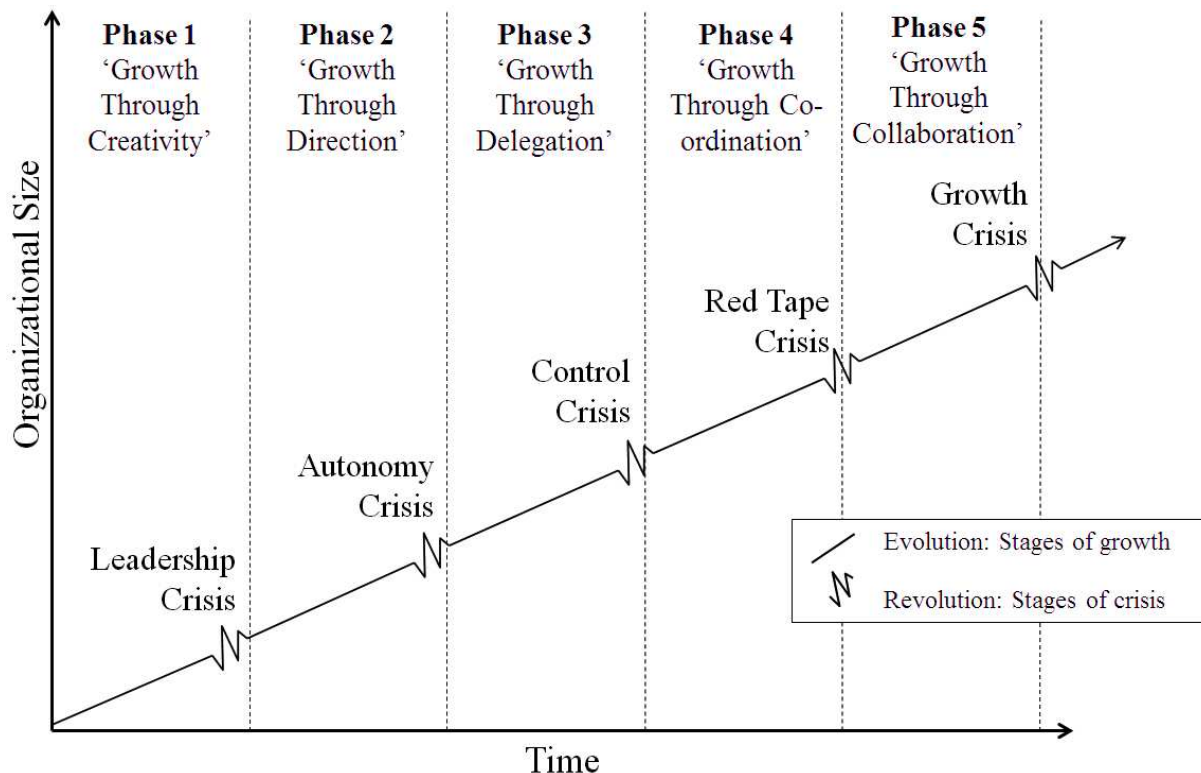 Phase 1
‘Growth
Through
Creativity’
Phase 2
‘Growth
Through
Direction’
Phase 3
‘Growth
Through
Delegation’
Phase 4
‘Growth
Through Co-
ordination’
Phase 5
‘Growth
Through
Collaboration’
Organizational Size
Growth
Crisis
Red Tape
Crisis
Control
Crisis
Autonomy
Crisis
Leadership
Crisis
Evolution: Stages of growth
Revolution: Stages of crisis
Time